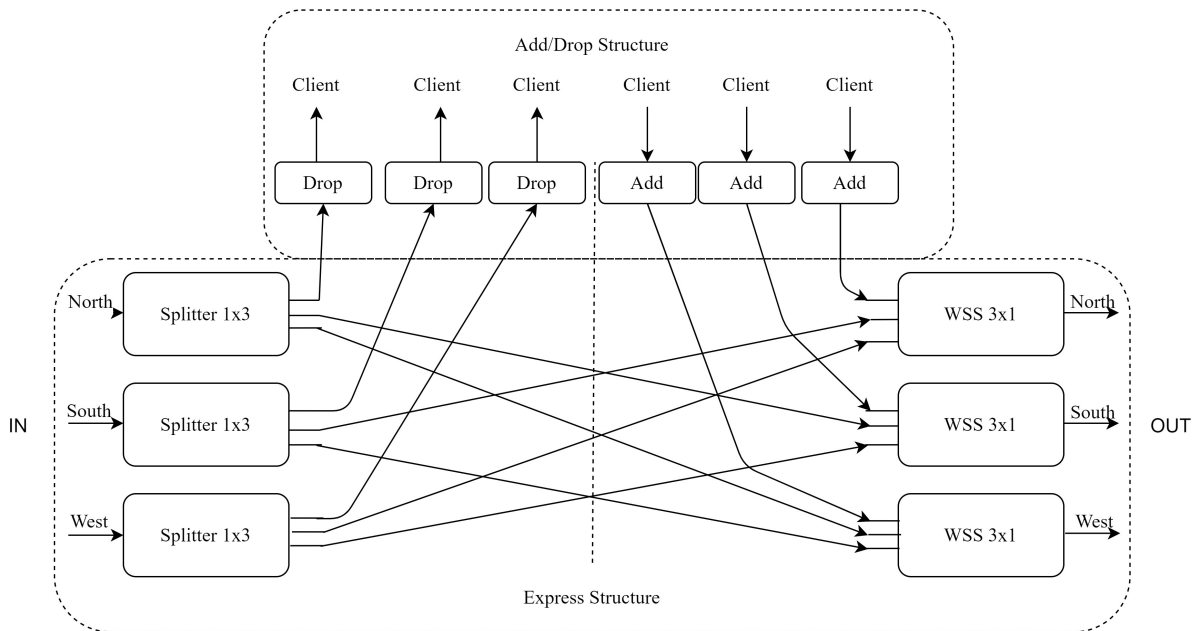 Add/Drop Structure
Client
Client
Client
Client
Client
Client
Drop
Drop
Drop
Add
Add
Add
North
Splitter 1x3
WSS 3x1
North
IN
South
Splitter 1x3
WSS 3x1
South
OUT
West
Splitter 1x3
WSS 3x1
West
Express Structure